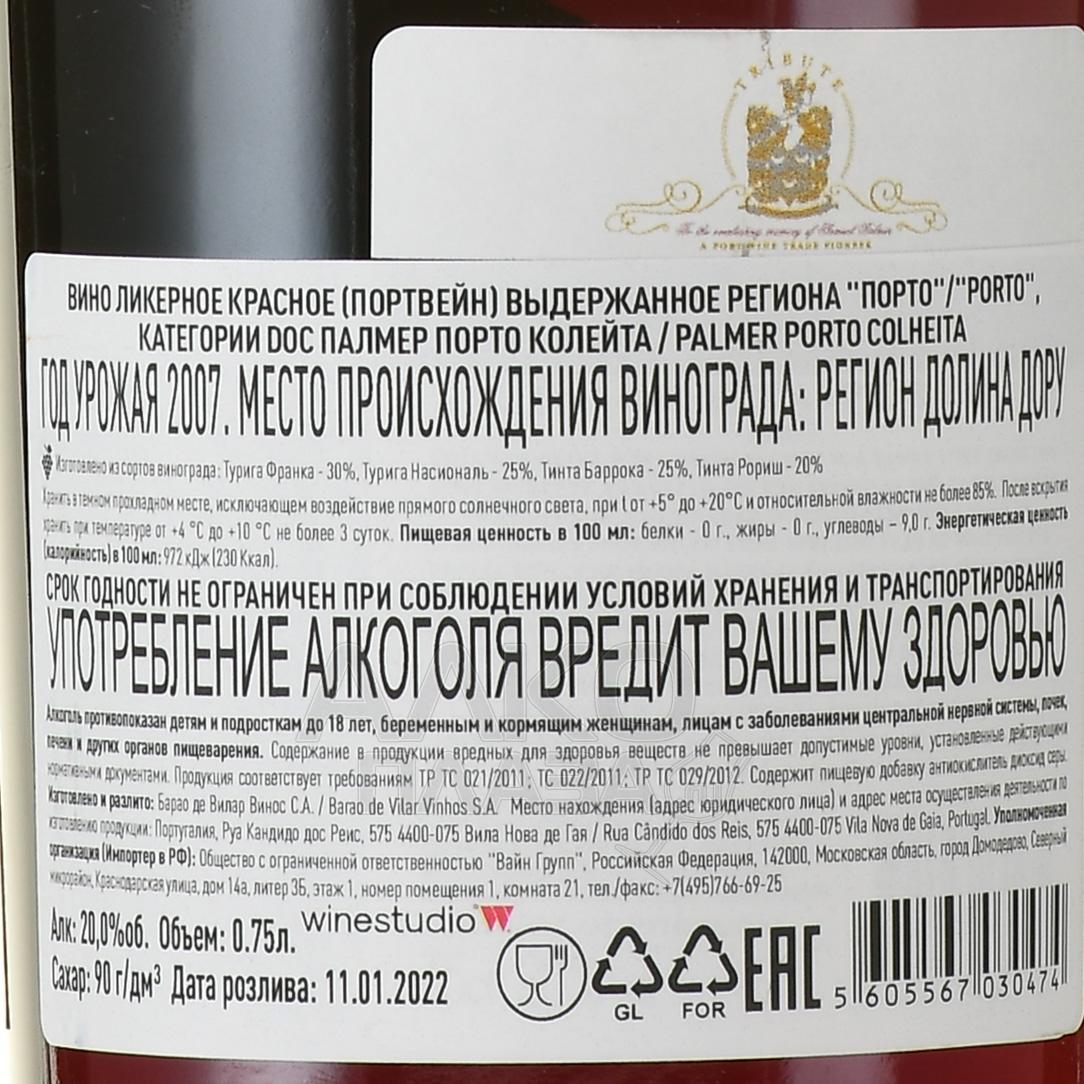 TRIBUTE
To the everlasting memory of Samuel Palmer
A PORT WINE TRADE PIONEER
ВИНО ЛИКЕРНОЕ КРАСНОЕ (ПОРТВЕЙН) ВЫДЕРЖАННОЕ РЕГИОНА "ПОРТО"/"PORTO",
КАТЕГОРИИ DOC ПАЛМЕР ПОРТО КОЛЕЙТА / PALMER PORTO COLHEITA
ГОД УРОЖАЯ 2007. МЕСТО ПРОИСХОЖДЕНИЯ ВИНОГРАДА: РЕГИОН ДОЛИНА ДОРУ
Изготовлено из сортов винограда: Турига Франка - 30%, Турига Насиональ - 25%, Тинта Баррока - 25%, Тинта Рориш - 20%
Хранить в темном прохладном месте, исключающем воздействие прямого солнечного света, при t от +5° до +20°C и относительной влажности не более 85%. После вскрытия
хранить при температуре от +4 °C до +10 °C не более 3 суток. Пищевая ценность в 100 мл: белки - 0 г., жиры - 0 г., углеводы – 9,0 г. Энергетическая ценность
(калорийность) в 100 мл: 972 кДж (230 Ккал).
СРОК ГОДНОСТИ НЕ ОГРАНИЧЕН ПРИ СОБЛЮДЕНИИ УСЛОВИЙ ХРАНЕНИЯ И ТРАНСПОРТИРОВАНИЯ
УПОТРЕБЛЕНИЕ АЛКОГОЛЯ ВРЕДИТ ВАШЕМУ ЗДОРОВЬЮ
Алкоголь противопоказан детям и подросткам до 18 лет, беременным и кормящим женщинам, лицам с заболеваниями центральной нервной системы, почек,
печени и других органов пищеварения. Содержание в продукции вредных для здоровья веществ не превышает допустимые уровни, установленные действующими
нормативными документами. Продукция соответствует требованиям ТР ТС 021/2011; ТС 022/2011; ТР ТС 029/2012. Содержит пищевую добавку антиокислитель диоксид серы.
Изготовлено и разлито: Барао де Вилар Винос С.А. / Barao de Vilar Vinhos S.A. Место нахождения (адрес юридического лица) и адрес места осуществления деятельности по
изготовлению продукции: Португалия, Руа Кандидо дос Реис, 575 4400-075 Вила Нова де Гая / Rua Cândido dos Reis, 575 4400-075 Vila Nova de Gaia, Portugal. Уполномоченная
организация (Импортер в РФ): Общество с ограниченной ответственностью "Вайн Групп", Российская Федерация, 142000, Московская область, город Домодедово, Северный
микрорайон, Краснодарская улица, дом 14а, литер 3Б, этаж 1, номер помещения 1, комната 21, тел./факс: +7(495)766-69-25
Алк: 20,0%об. Объем: 0.75л.
winestudio W
Сахар: 90 г/дм³ Дата розлива: 11.01.2022
GL
FOR
EAC
5 605567 030474